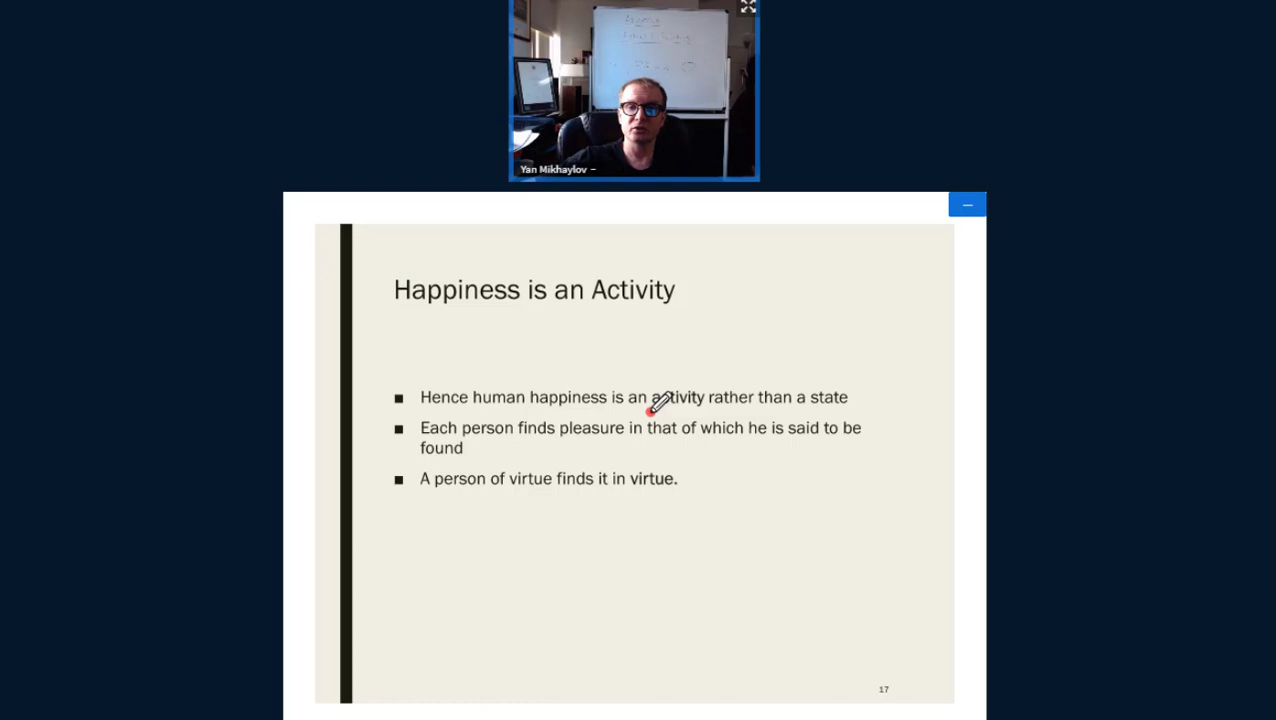 Yan Mikhaylov –
Happiness is an Activity
■ Hence human happiness is an activity rather than a state
■ Each person finds pleasure in that of which he is said to be
found
■ A person of virtue finds it in virtue.
17